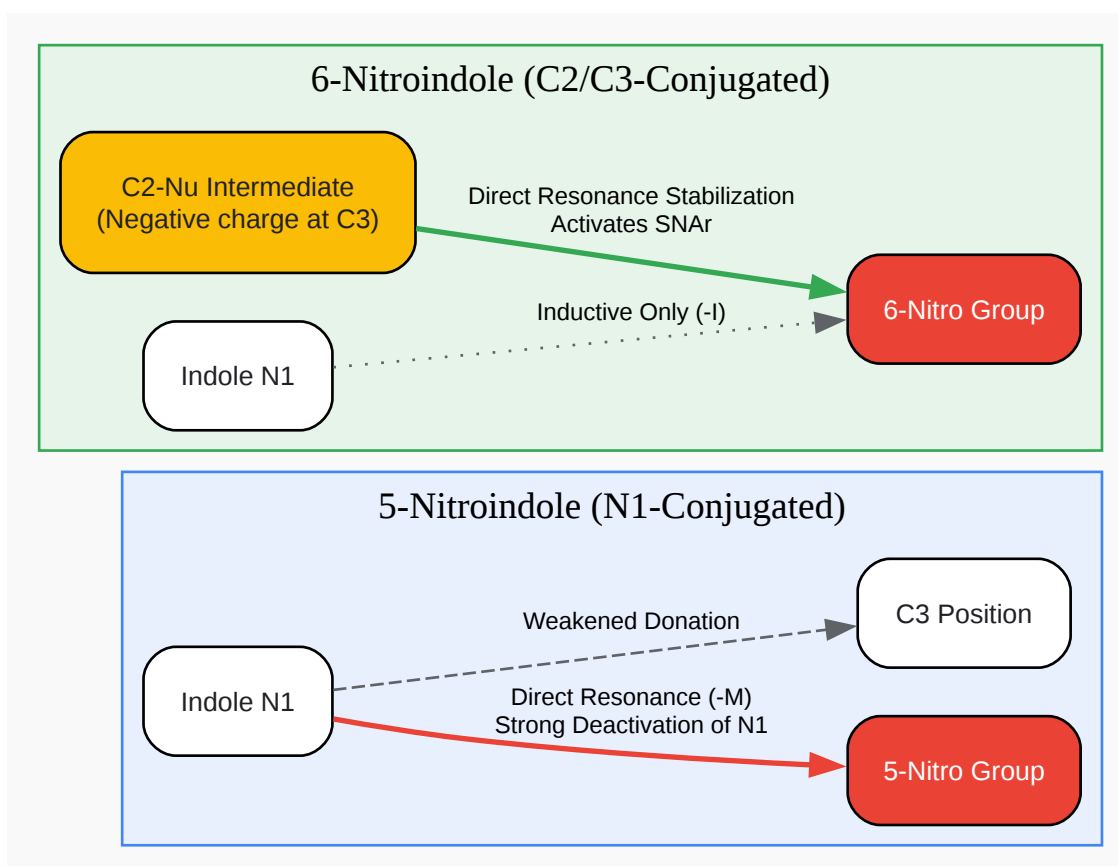 6-Nitroindole (C2/C3-Conjugated)
C2-Nu Intermediate
(Negative charge at C3)
Direct Resonance Stabilization
Activates SNAr
6-Nitro Group
Inductive Only (-I)
Indole N1
5-Nitroindole (N1-Conjugated)
C3 Position
Weakened Donation
Indole N1
Direct Resonance (-M)
Strong Deactivation of N1
5-Nitro Group